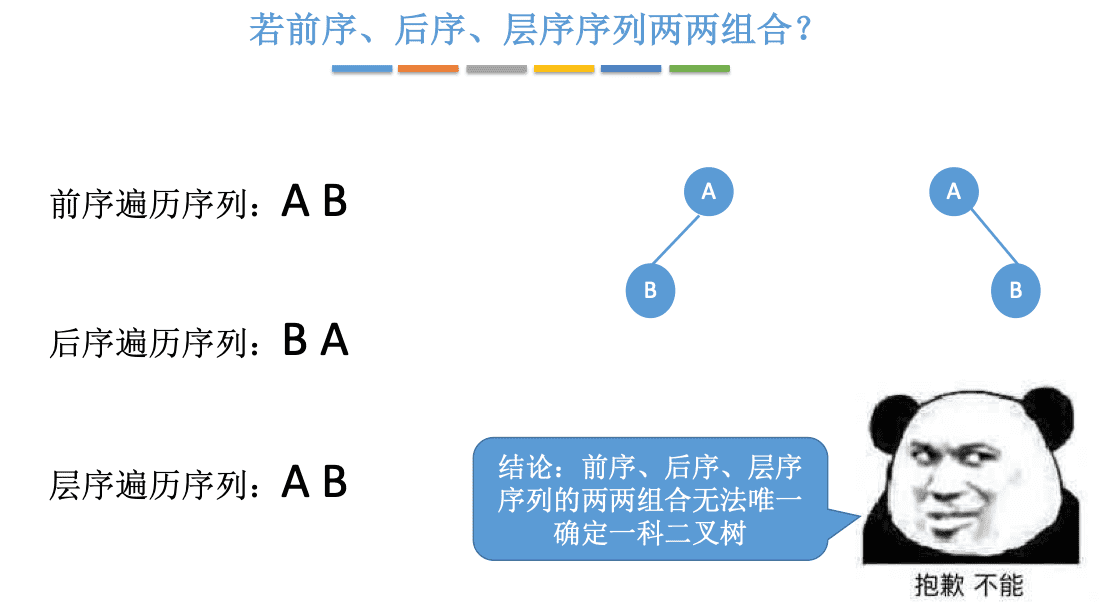 若前序、后序、层序序列两两组合？
前序遍历序列：A B
后序遍历序列：B A
层序遍历序列：A B
A
B
A
B
结论：前序、后序、层序
序列的两两组合无法唯一
确定一科二叉树
抱歉 不能